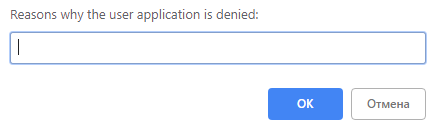 Reasons why the user application is denied:
OK
Отмена